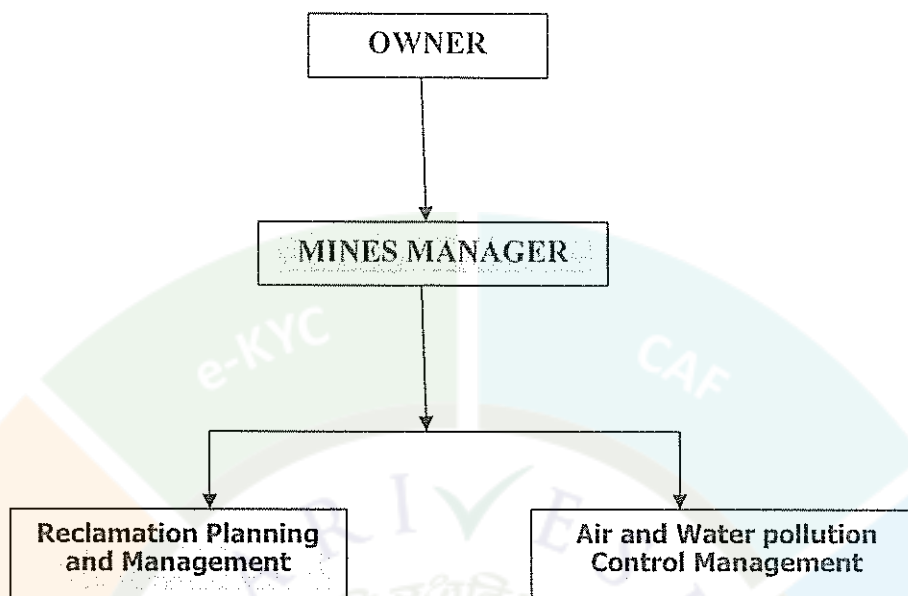 OWNER
MINES MANAGER
e-KYC
CAF
Reclamation Planning
and Management
Air and Water pollution
Control Management